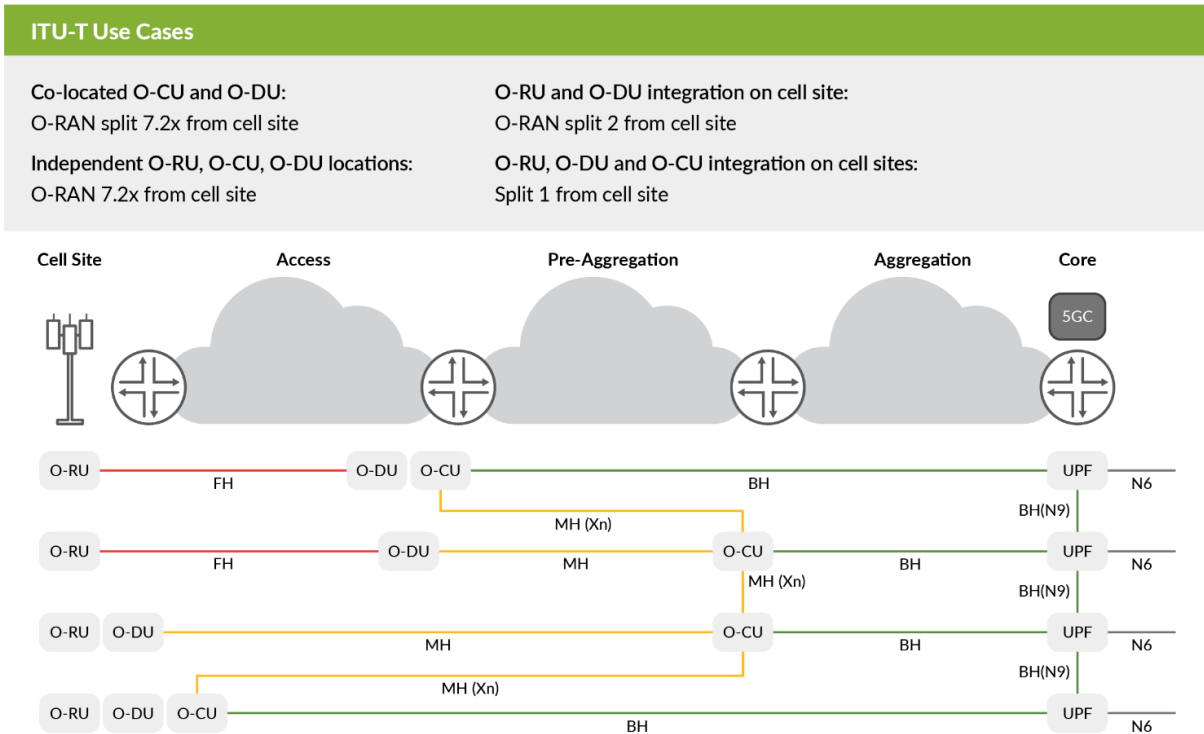 ITU-T Use Cases
Co-located O-CU and O-DU:
O-RAN split 7.2x from cell site
Independent O-RU, O-CU, O-DU locations:
O-RAN 7.2x from cell site
O-RU and O-DU integration on cell site:
O-RAN split 2 from cell site
O-RU, O-DU and O-CU integration on cell sites:
Split 1 from cell site
Cell Site
Access
Pre-Aggregation
Aggregation
Core
5GC
O-RU
FH
O-DU
O-CU
BH
UPF
N6
MH (Xn)
BH(N9)
O-RU
FH
O-DU
MH
O-CU
BH
UPF
N6
MH (Xn)
BH(N9)
O-RU
O-DU
MH
O-CU
BH
UPF
N6
MH (Xn)
BH(N9)
O-RU
O-DU
O-CU
BH
UPF
N6